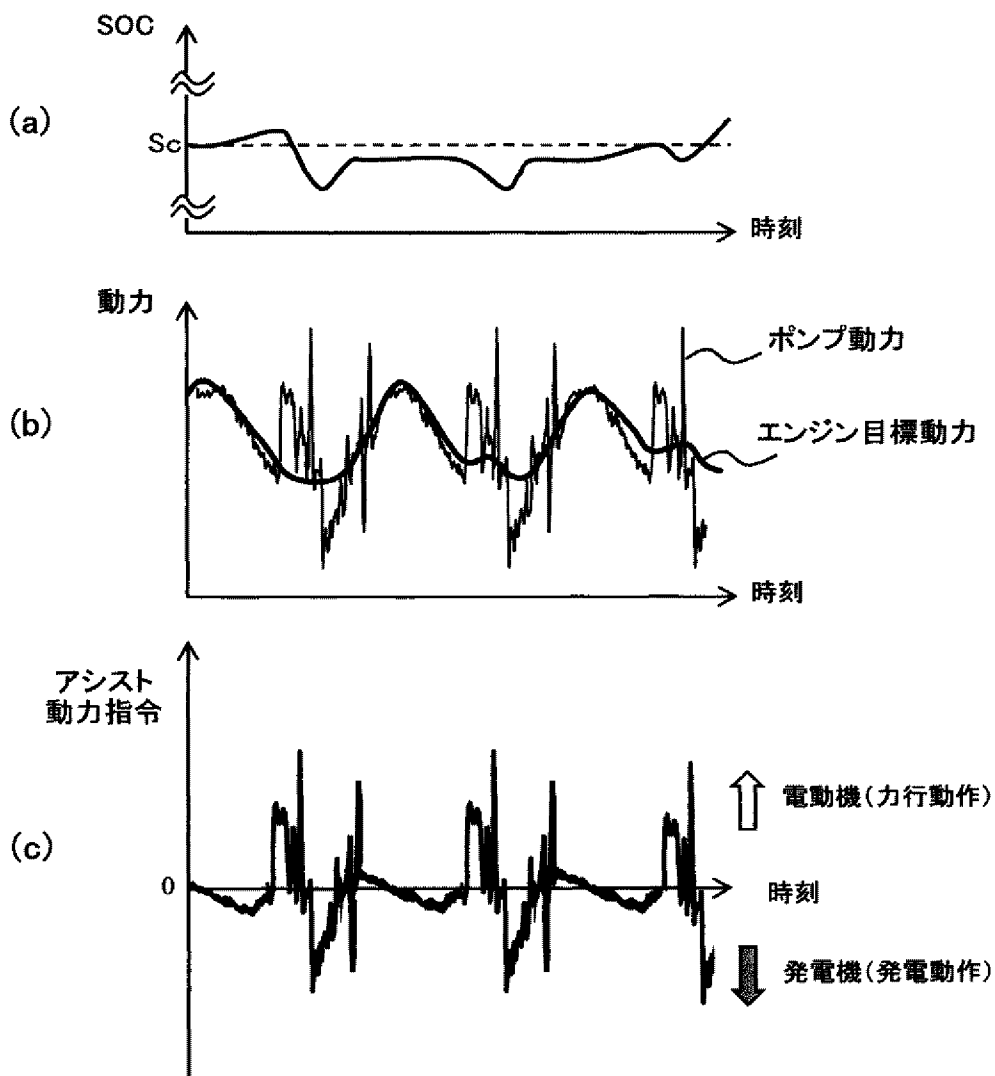 SOC
(a)
Sc
時刻
動力
ポンプ動力
(b)
エンジン目標動力
時刻
アシスト
動力指令
電動機(力行動作)
(c)
0
時刻
発電機(発電動作)